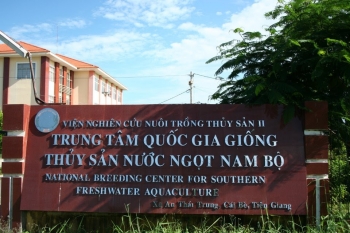 VIỆN NGHIÊN CỨU NUÔI TRỒNG THỦY SẢN II
TRUNG TÂM QUỐC GIA GIỐNG
THỦY SẢN NƯỚC NGỌT NAM BỘ
NATIONAL BREEDING CENTER FOR SOUTHERN
FRESHWATER AQUACULTURE
Xã An Thái Trung, Cái Bè, Tiền Giang